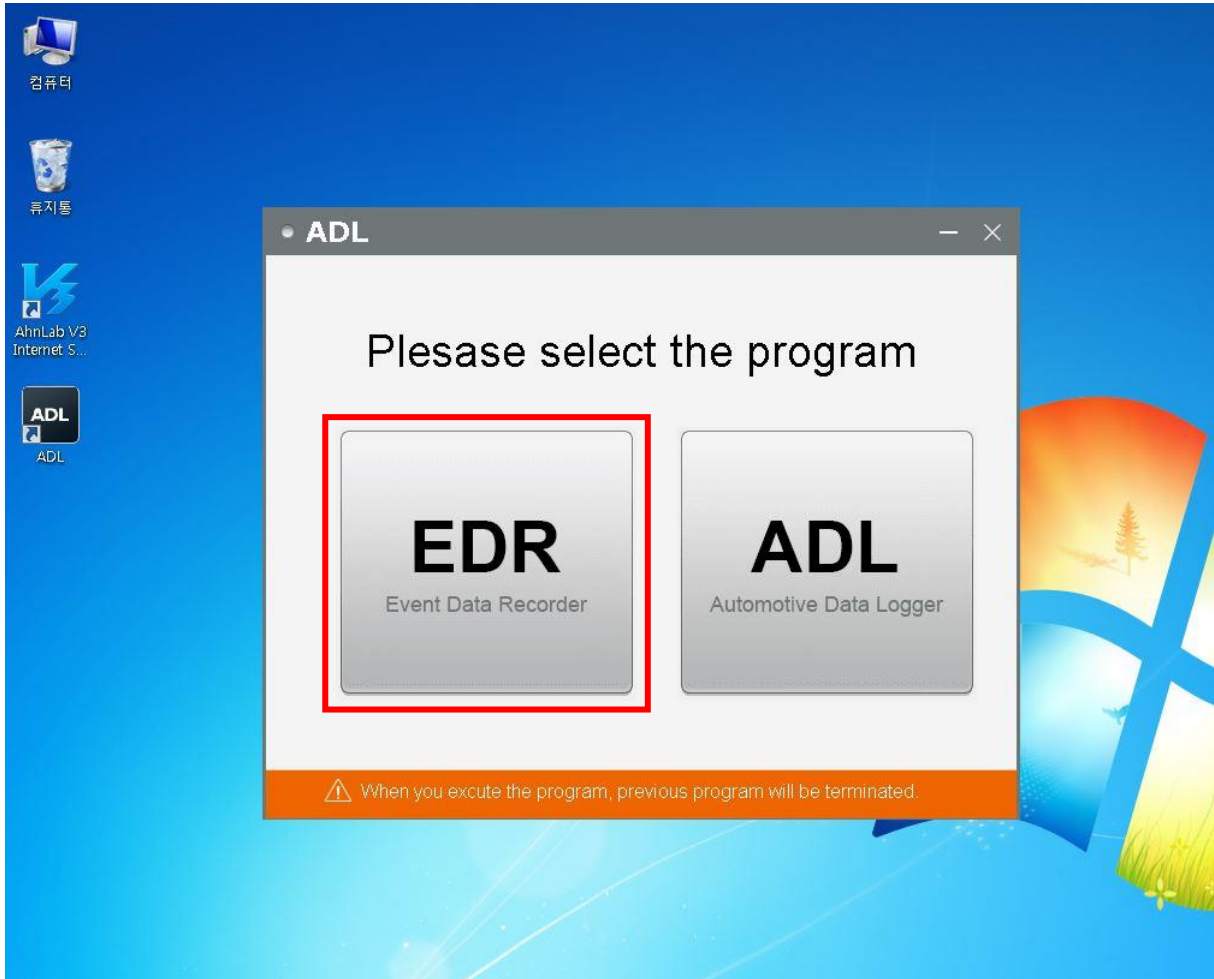 컴퓨터
휴지통
AhnLab V3
Internet S...
ADL
ADL
ADL
Plesase select the program
EDR
Event Data Recorder
ADL
Automotive Data Logger
When you excute the program, previous program will be terminated.